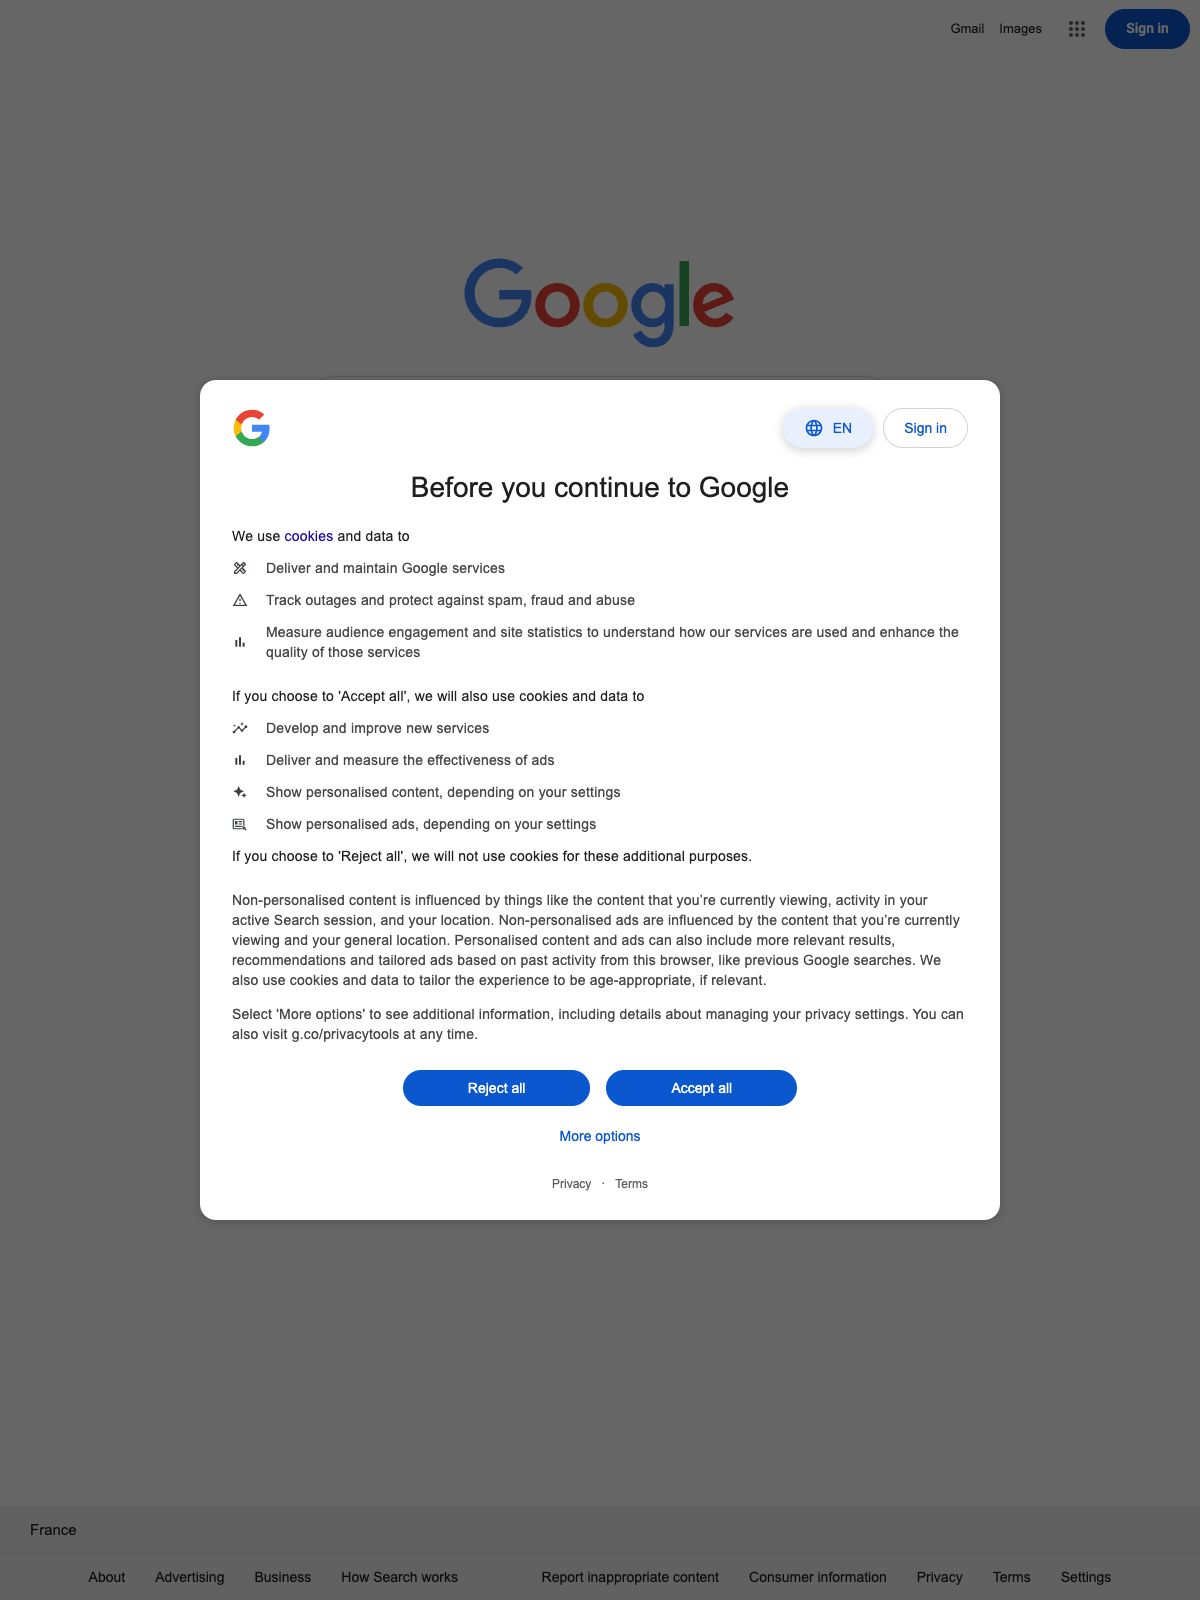 Gmail Images Sign in
Google
EN Sign in
Before you continue to Google
We use cookies and data to
Deliver and maintain Google services
Track outages and protect against spam, fraud and abuse
Measure audience engagement and site statistics to understand how our services are used and enhance the
quality of those services
If you choose to 'Accept all', we will also use cookies and data to
Develop and improve new services
Deliver and measure the effectiveness of ads
Show personalised content, depending on your settings
Show personalised ads, depending on your settings
If you choose to 'Reject all', we will not use cookies for these additional purposes.
Non-personalised content is influenced by things like the content that you’re currently viewing, activity in your
active Search session, and your location. Non-personalised ads are influenced by the content that you’re currently
viewing and your general location. Personalised content and ads can also include more relevant results,
recommendations and tailored ads based on past activity from this browser, like previous Google searches. We
also use cookies and data to tailor the experience to be age-appropriate, if relevant.
Select 'More options' to see additional information, including details about managing your privacy settings. You can
also visit g.co/privacytools at any time.
Reject all Accept all
More options
Privacy · Terms
France
About Advertising Business How Search works Report inappropriate content Consumer information Privacy Terms Settings